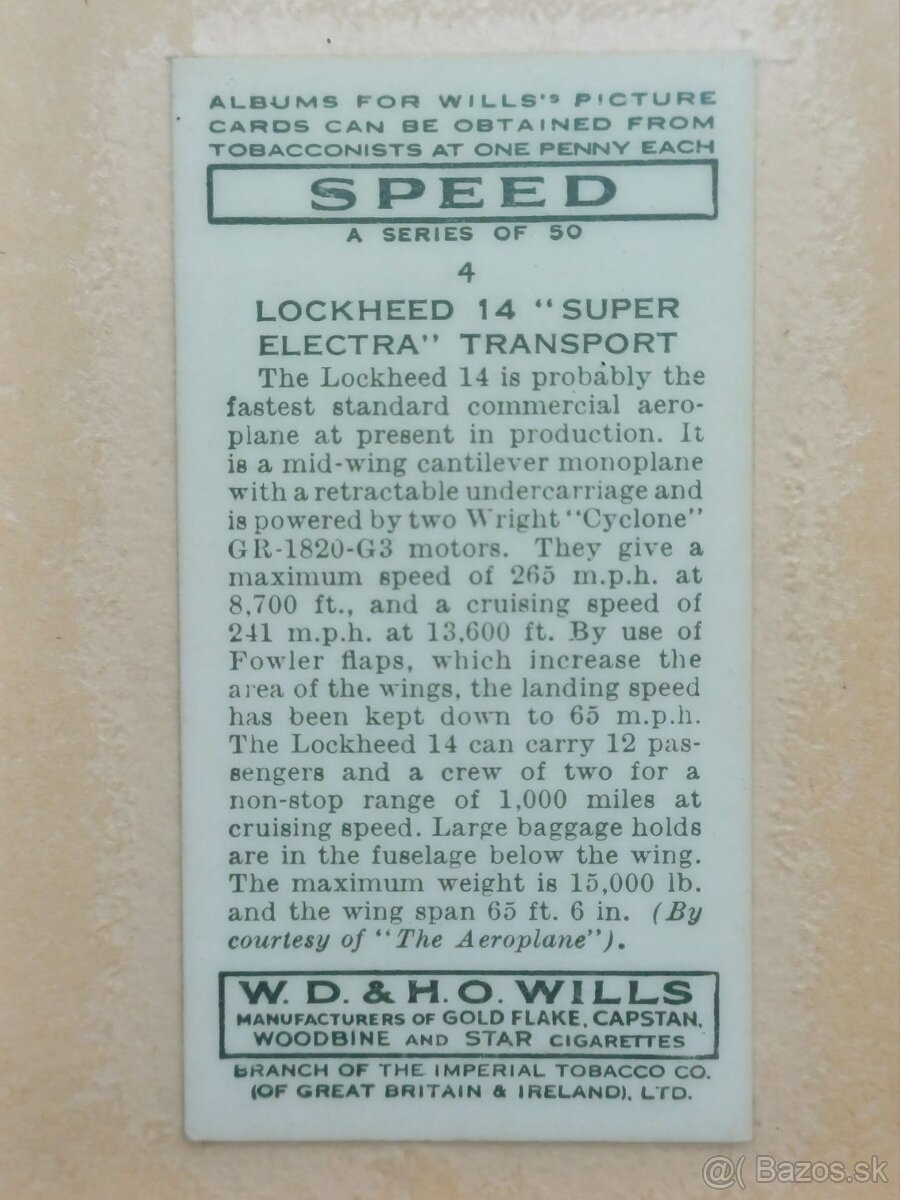 ALBUMS FOR WILLS'S PICTURE
CARDS CAN BE OBTAINED FROM
TOBACCONISTS AT ONE PENNY EACH
SPEED
A SERIES OF 50
4
LOCKHEED 14 "SUPER
ELECTRA" TRANSPORT
The Lockheed 14 is probably the
fastest standard commercial aero-
plane at present in production. It
is a mid-wing cantilever monoplane
with a retractable undercarriage and
is powered by two Wright "Cyclone"
GR-1820-G3 motors. They give a
maximum speed of 265 m.p.h. at
8,700 ft., and a cruising speed of
241 m.p.h. at 13,600 ft. By use of
Fowler flaps, which increase the
area of the wings, the landing speed
has been kept down to 65 m.p.h.
The Lockheed 14 can carry 12 pas-
sengers and a crew of two for a
non-stop range of 1,000 miles at
cruising speed. Large baggage holds
are in the fuselage below the wing.
The maximum weight is 15,000 lb.
and the wing span 65 ft. 6 in. (By
courtesy of "The Aeroplane").
W. D. & H. O. WILLS
MANUFACTURERS OF GOLD FLAKE, CAPSTAN,
WOODBINE AND STAR CIGARETTES
BRANCH OF THE IMPERIAL TOBACCO CO.
(OF GREAT BRITAIN & IRELAND), LTD.
@( Bazos.sk